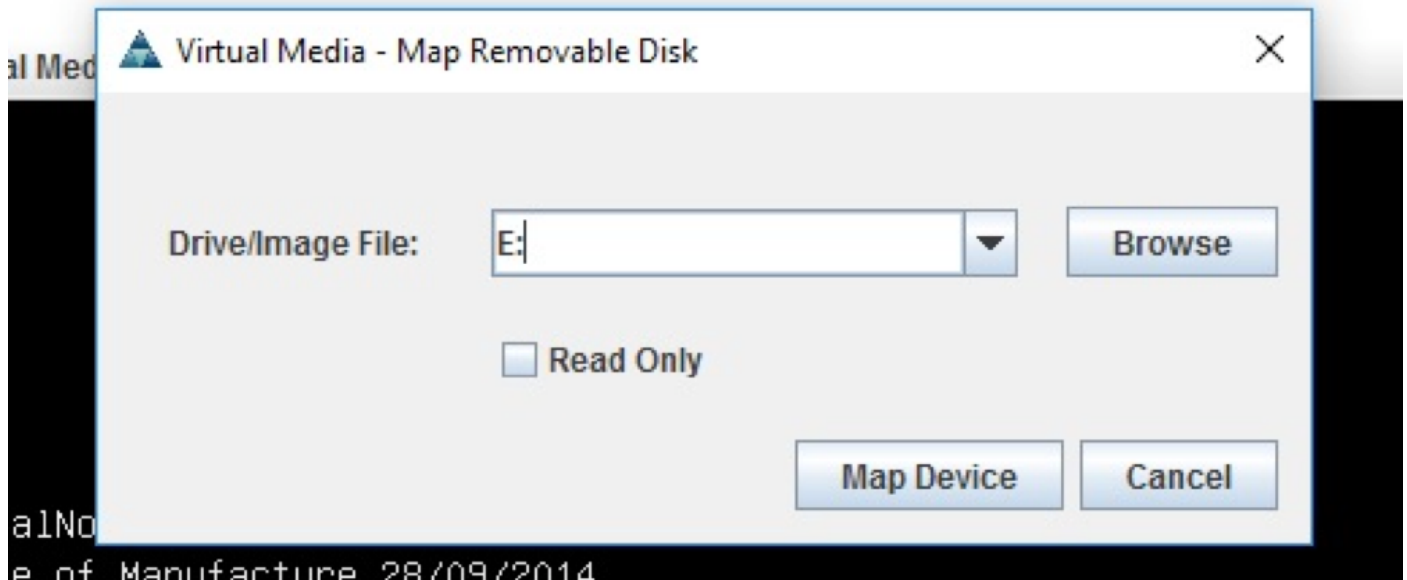 Virtual Media - Map Removable Disk
al Med
Drive/Image File:
E:
Browse
Read Only
Map Device
Cancel
alNo
e of Manufacture 28/09/2014